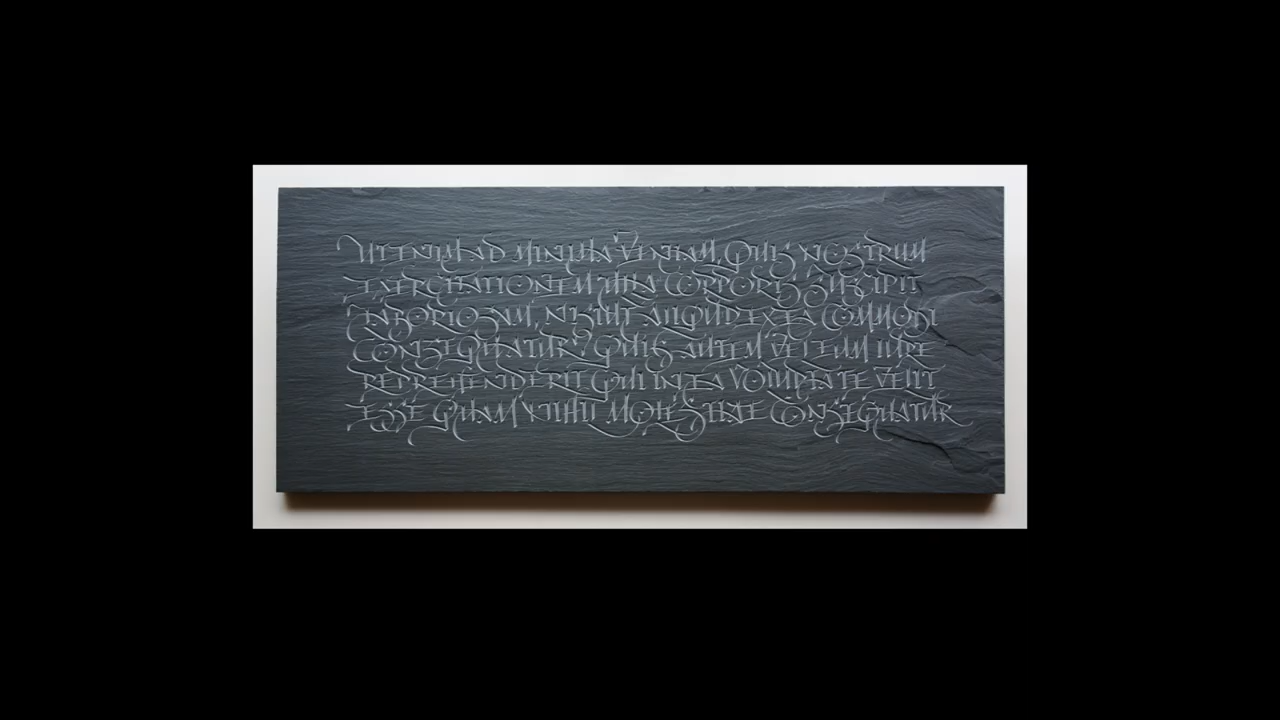 UT ENIM AD MINIMA VENIAM, QUIS NOSTRUM
EXERCITATIONEM ULLAM CORPORIS SUSCIPIT
LABORIOSAM, NISI UT ALIQUID EX EA COMMODI
CONSEQUATUR? QUIS AUTEM VEL EUM IURE
REPREHENDERIT QUI IN EA VOLUPTATE VELIT
ESSE QUAM NIHIL MOLESTIAE CONSEQUATUR